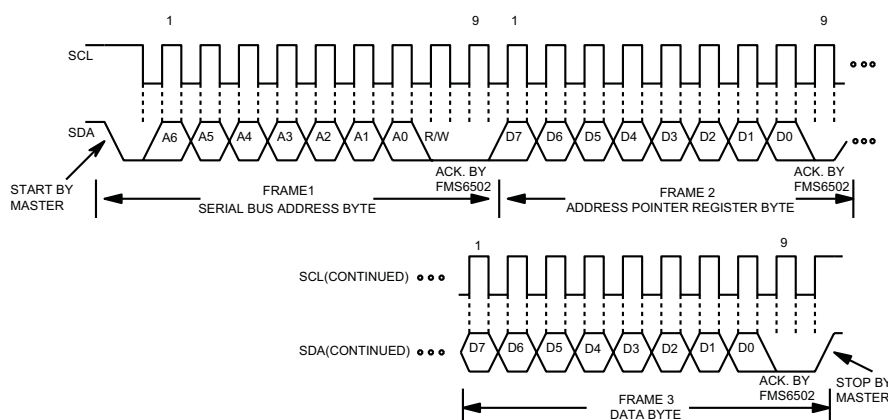 1 9 1 9
SCL
SDA A6 A5 A4 A3 A2 A1 A0 R/W D7 D6 D5 D4 D3 D2 D1 D0
START BY
MASTER
ACK. BY
FMS6502
ACK. BY
FMS6502
FRAME1
SERIAL BUS ADDRESS BYTE
FRAME 2
ADDRESS POINTER REGISTER BYTE
1 9
SCL(CONTINUED)
SDA(CONTINUED) D7 D6 D5 D4 D3 D2 D1 D0
ACK. BY
FMS6502
STOP BY
MASTER
FRAME 3
DATA BYTE